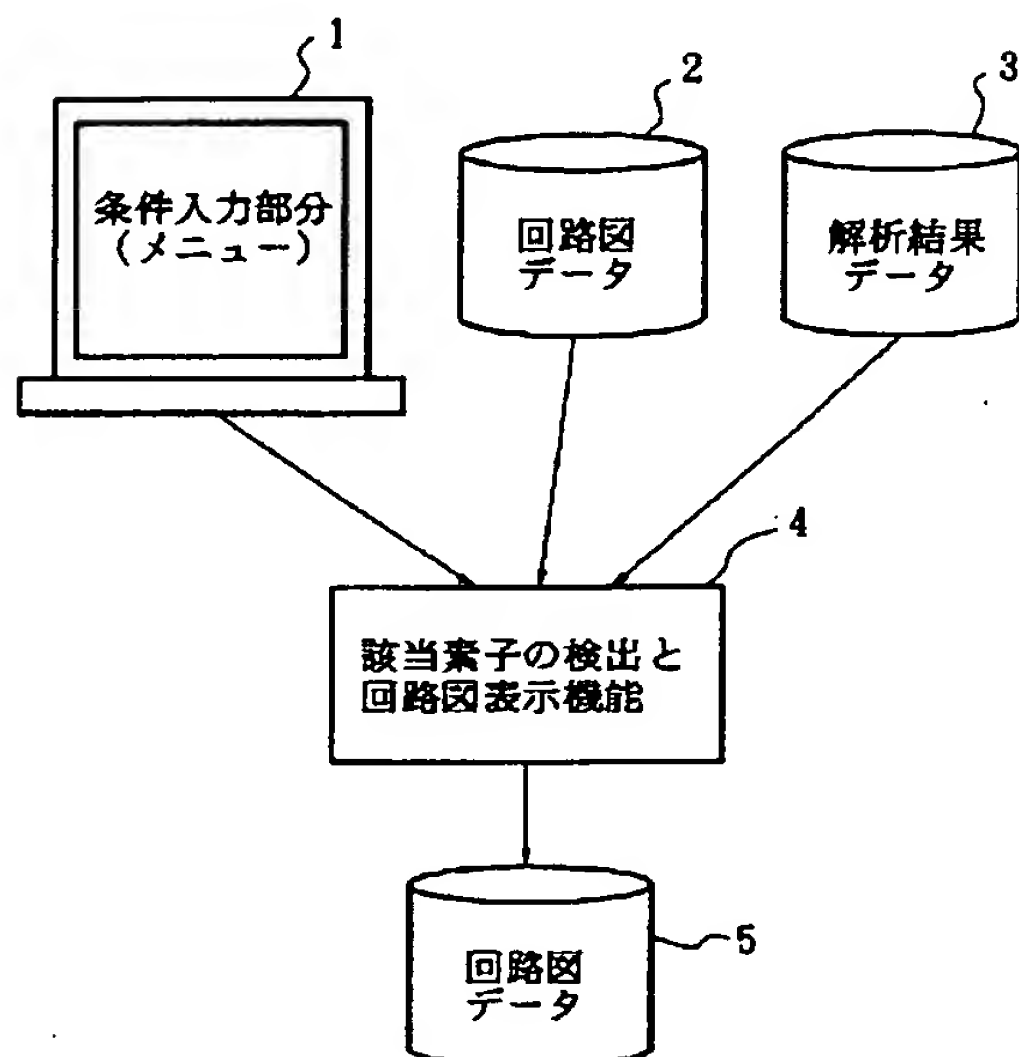 1
2
3
条件入力部分
(メニュー)
回路図
データ
解析結果
データ
4
該当素子の検出と
回路図表示機能
5
回路図
データ